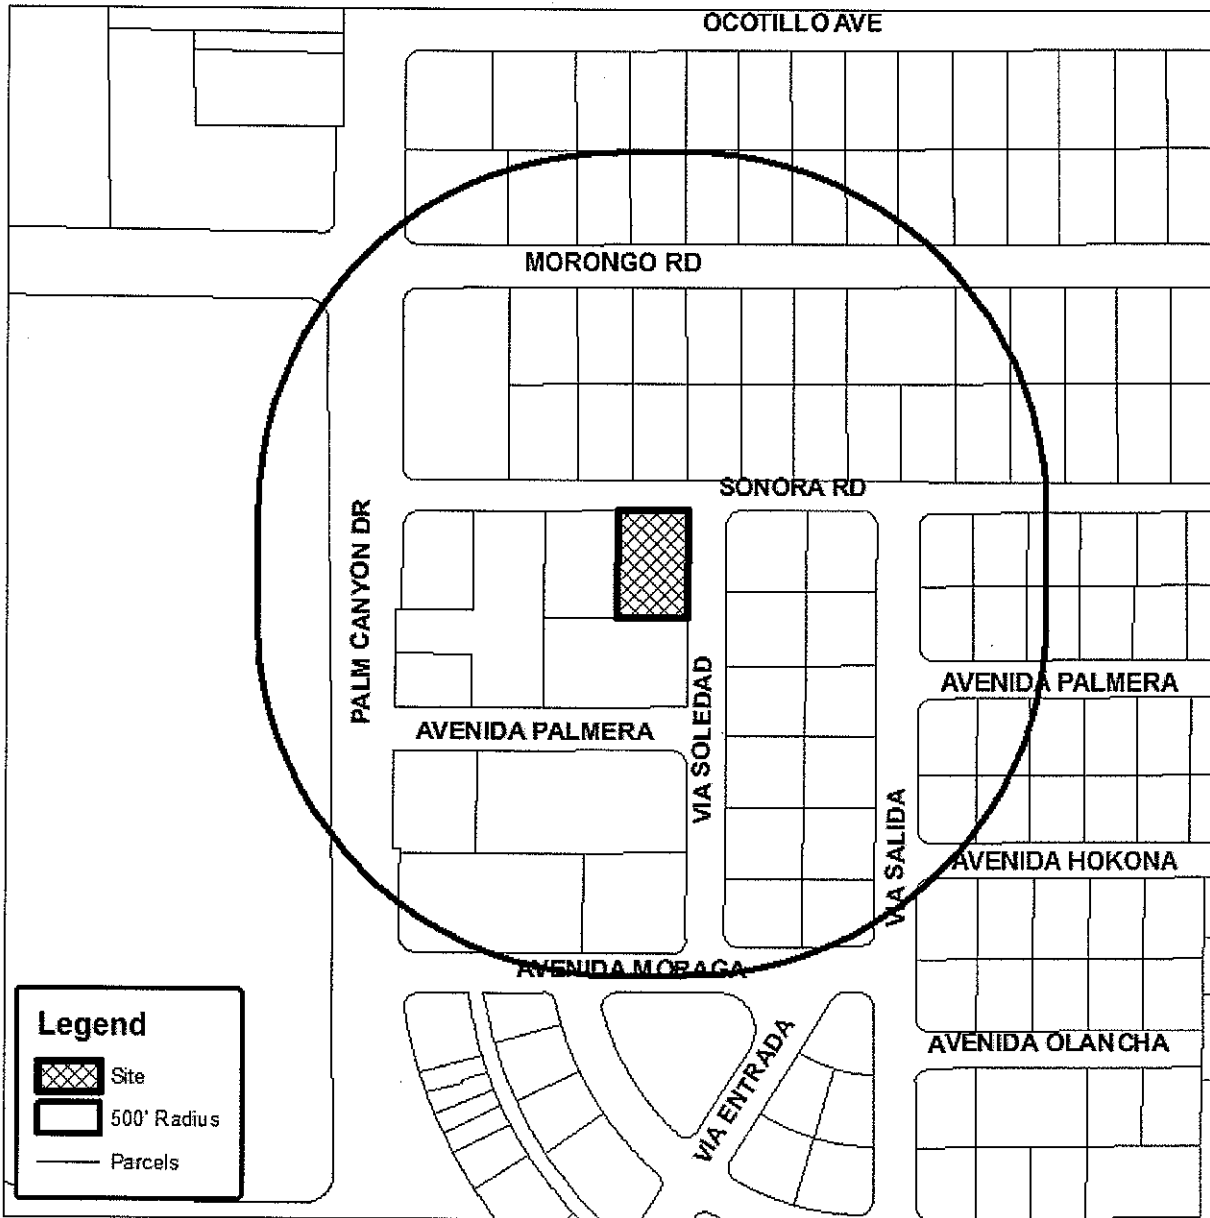 OCOTILLO AVE
MORONGO RD
SONORA RD
PALM CANYON DR
AVENIDA PALMERA
AVENIDA PALMERA
VIA SOLEDAD
VIA SALIDA
AVENIDA HOKONA
AVENIDA MORAGA
VIA ENTRADA
AVENIDA OLANCHA
Legend
Site
500' Radius
Parcels